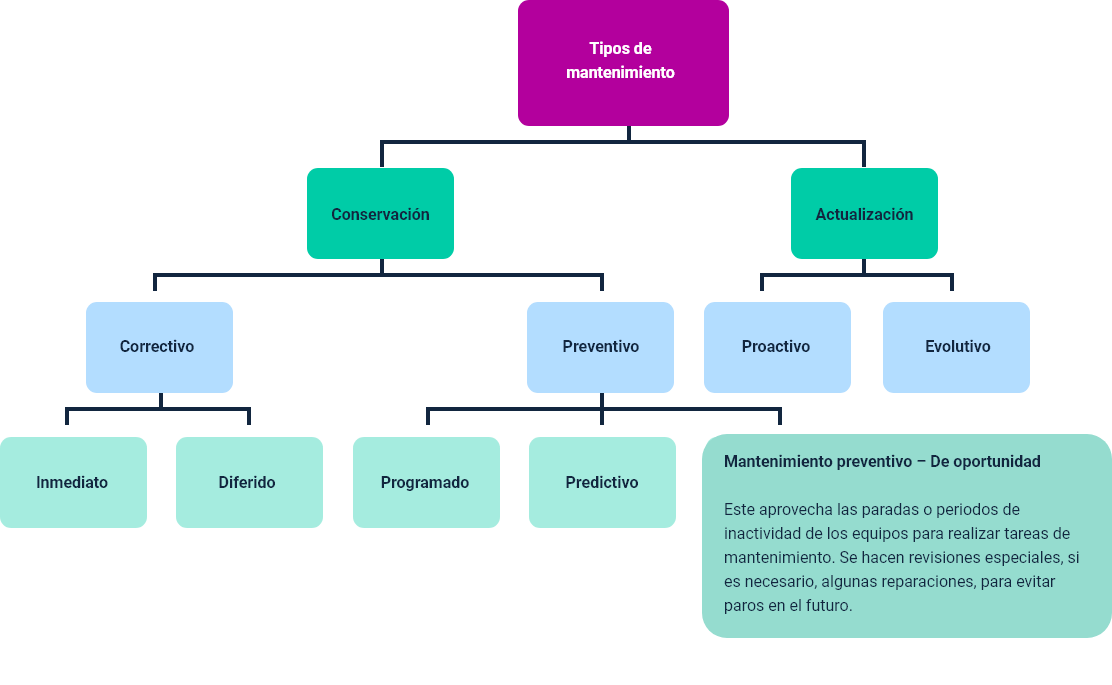 Tipos de
mantenimiento
Conservación
Actualización
Correctivo
Preventivo
Proactivo
Evolutivo
Inmediato
Diferido
Programado
Predictivo
Mantenimiento preventivo – De oportunidad
Este aprovecha las paradas o periodos de
inactividad de los equipos para realizar tareas de
mantenimiento. Se hacen revisiones especiales, si
es necesario, algunas reparaciones, para evitar
paros en el futuro.